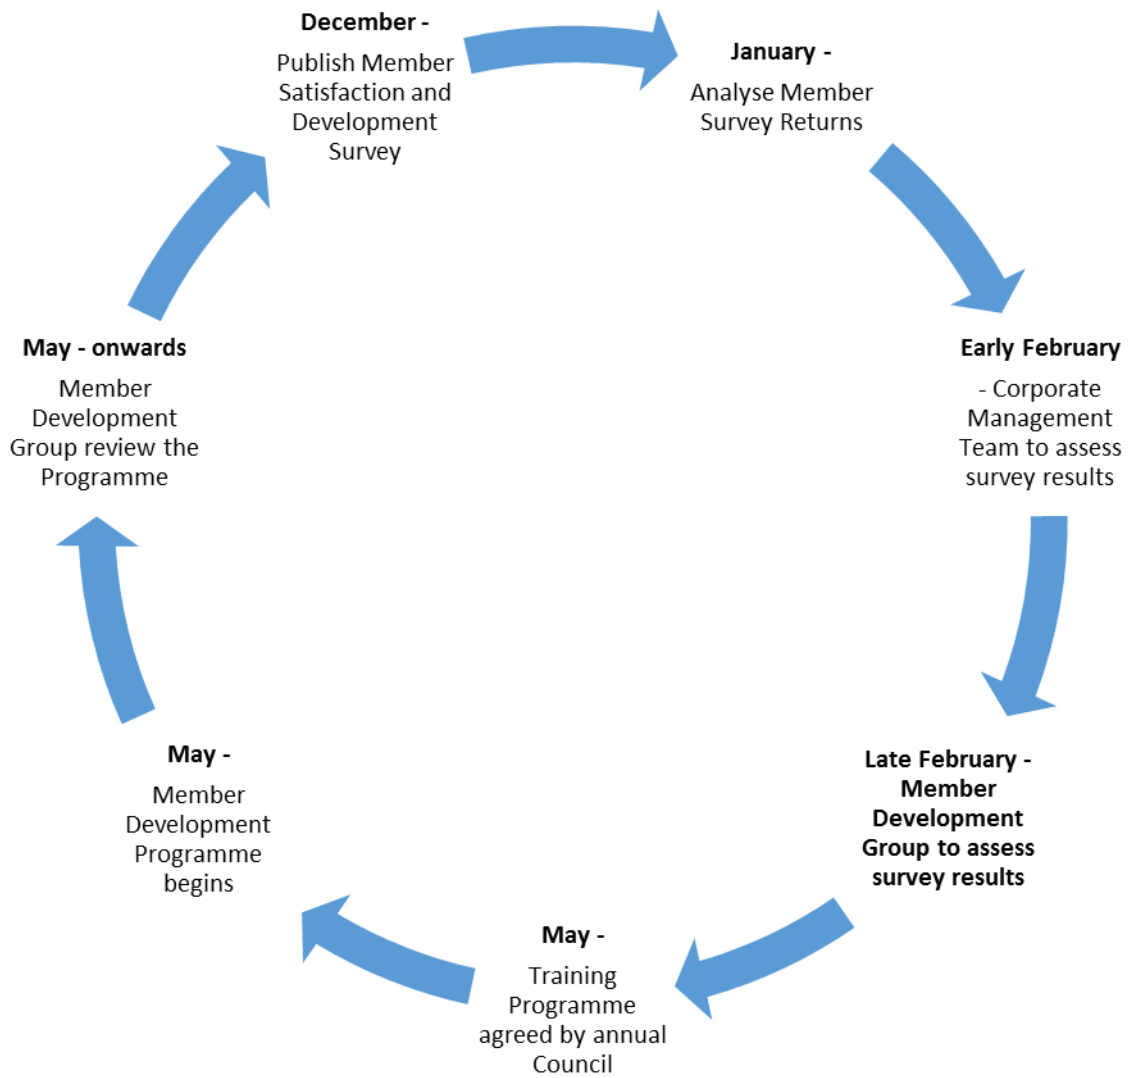 December -
Publish Member
Satisfaction and
Development
Survey
January -
Analyse Member
Survey Returns
Early February
- Corporate
Management
Team to assess
survey results
Late February -
Member
Development
Group to assess
survey results
May -
Training
Programme
agreed by annual
Council
May -
Member
Development
Programme
begins
May - onwards
Member
Development
Group review the
Programme